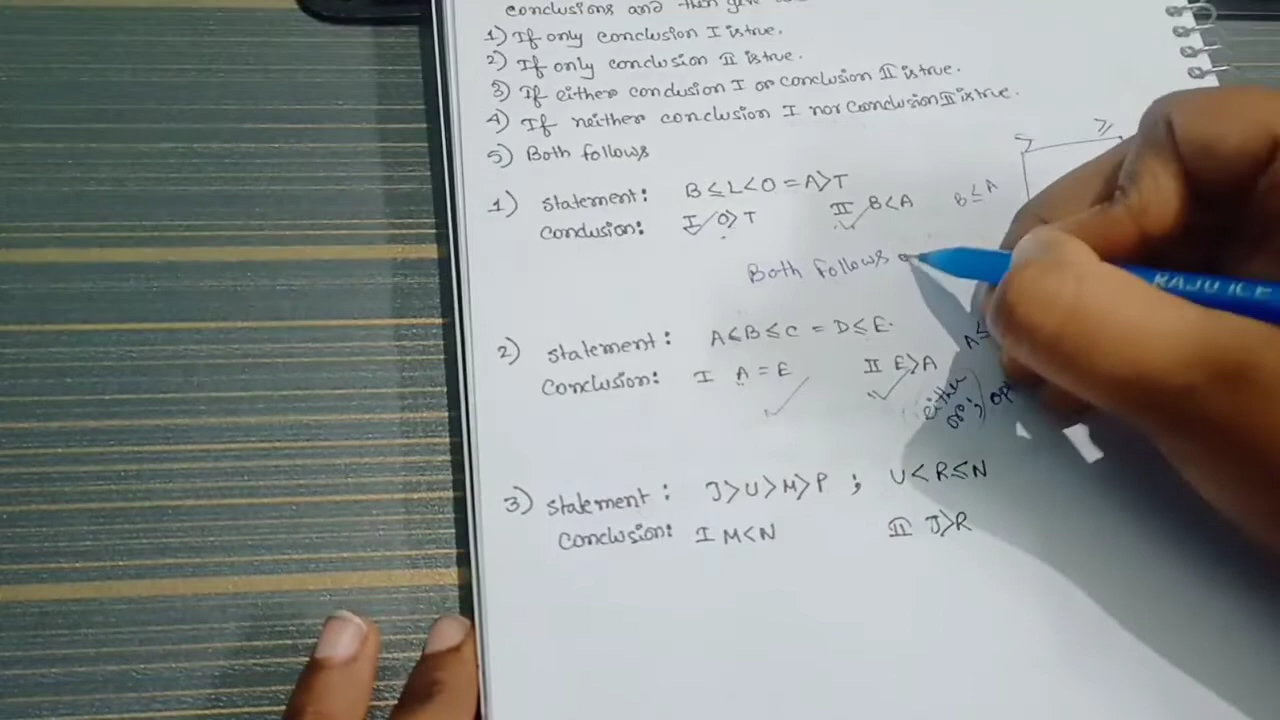 conclusions and then give
1) If only conclusion I is true.
2) If only conclusion II is true.
3) If either conclusion I or conclusion II is true.
4) If neither conclusion I nor conclusion II is true.
5) Both follows
≥
1) Statement: B ≤ L < O = A > T
Conclusion: I O > T II B < A B ≤ A
Both follows
RAJU ICE
2) Statement: A ≤ B ≤ C = D ≤ E. A ≤
Conclusion: I A = E II E > A
either or;
3) Statement: J > U > M > P ; U < R ≤ N
Conclusion: I M < N II J > R